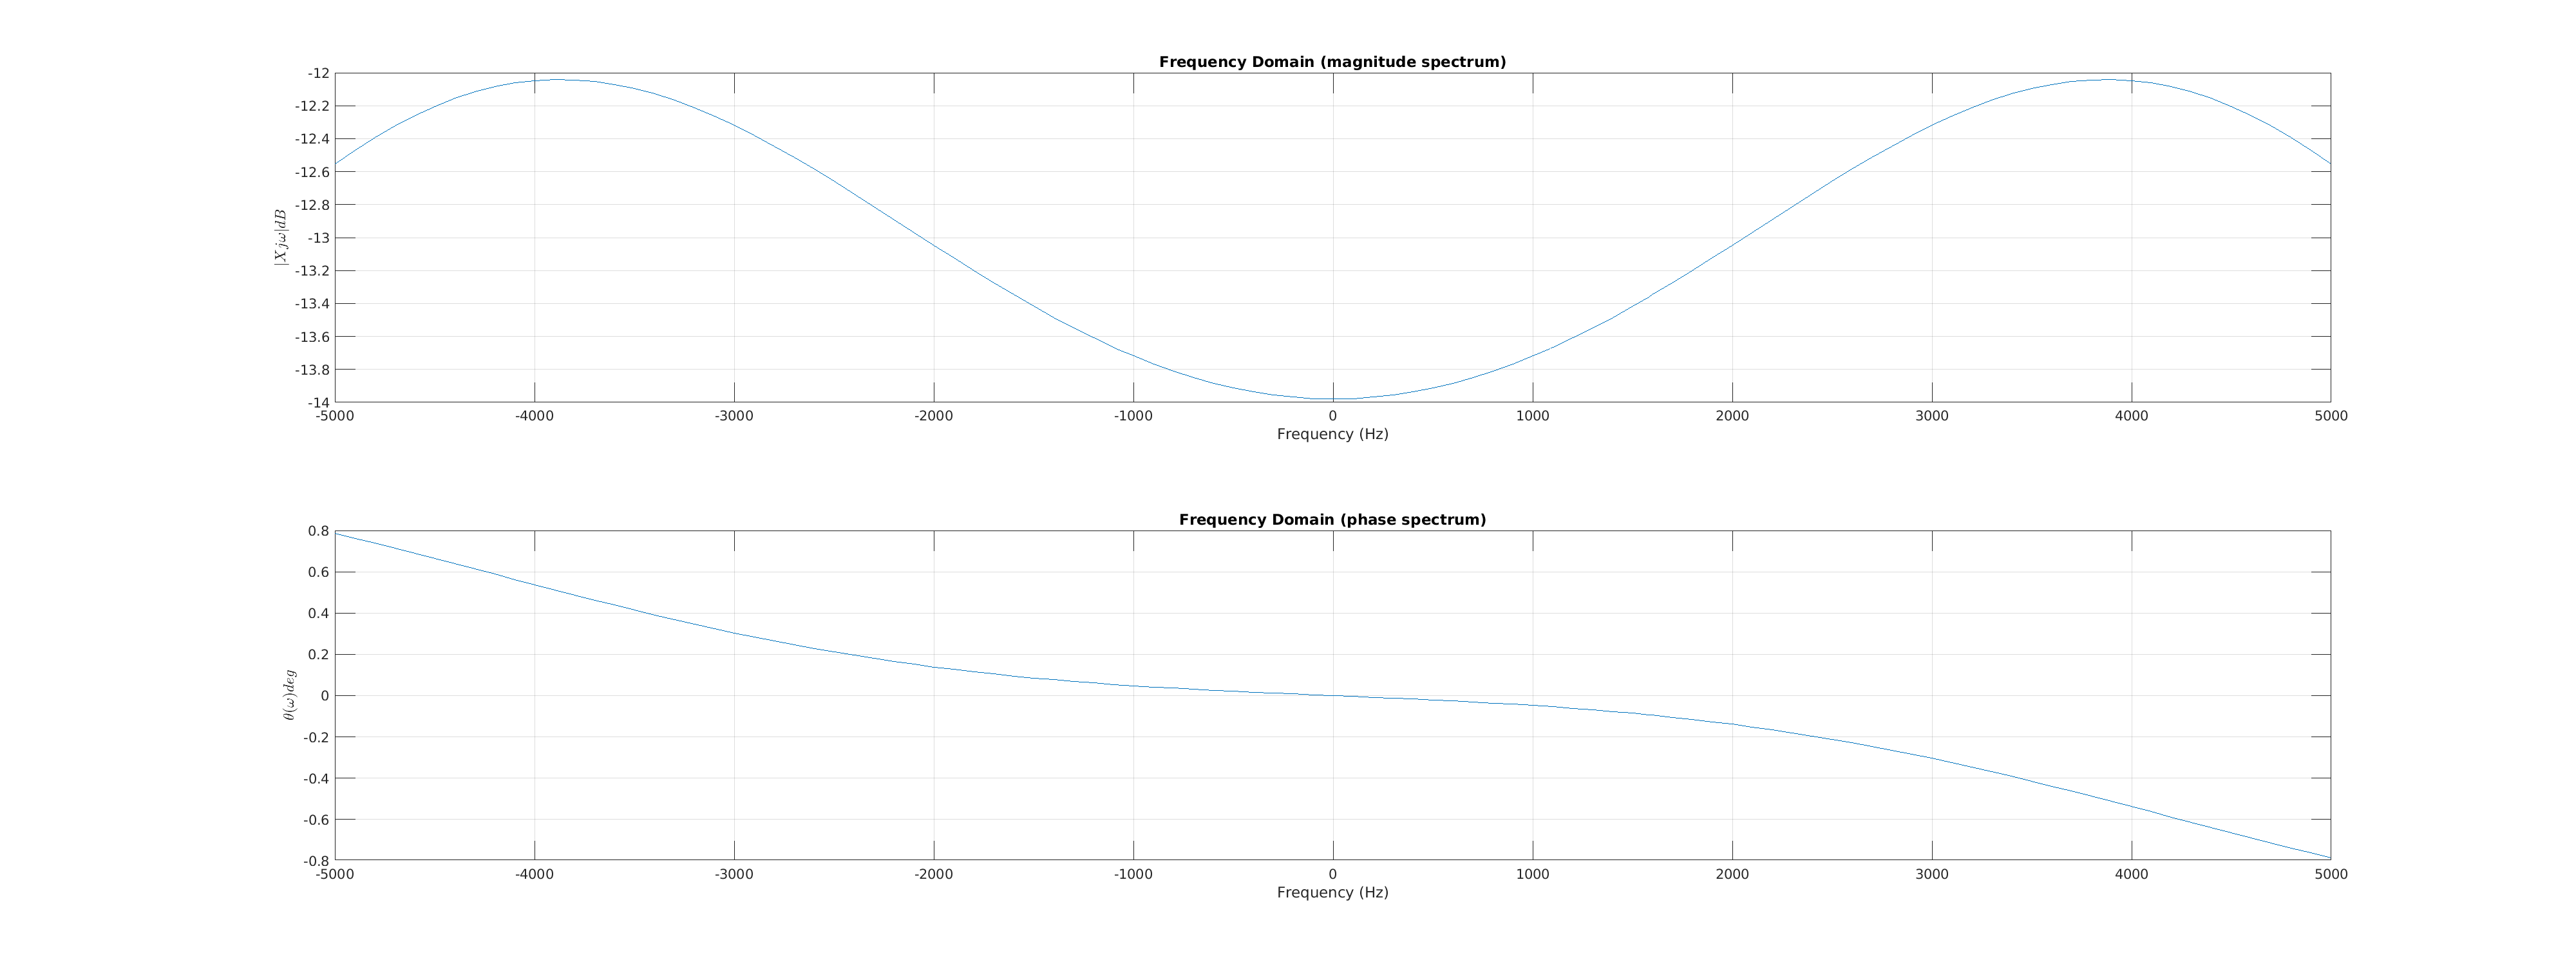 Frequency Domain (magnitude spectrum)
-12
-12.2
-12.4
-12.6
-12.8
-13
-13.2
-13.4
-13.6
-13.8
-14
|Xjω|dB
-5000 -4000 -3000 -2000 -1000 0 1000 2000 3000 4000 5000
Frequency (Hz)
Frequency Domain (phase spectrum)
0.8
0.6
0.4
0.2
0
-0.2
-0.4
-0.6
-0.8
θ(ω)deg
-5000 -4000 -3000 -2000 -1000 0 1000 2000 3000 4000 5000
Frequency (Hz)